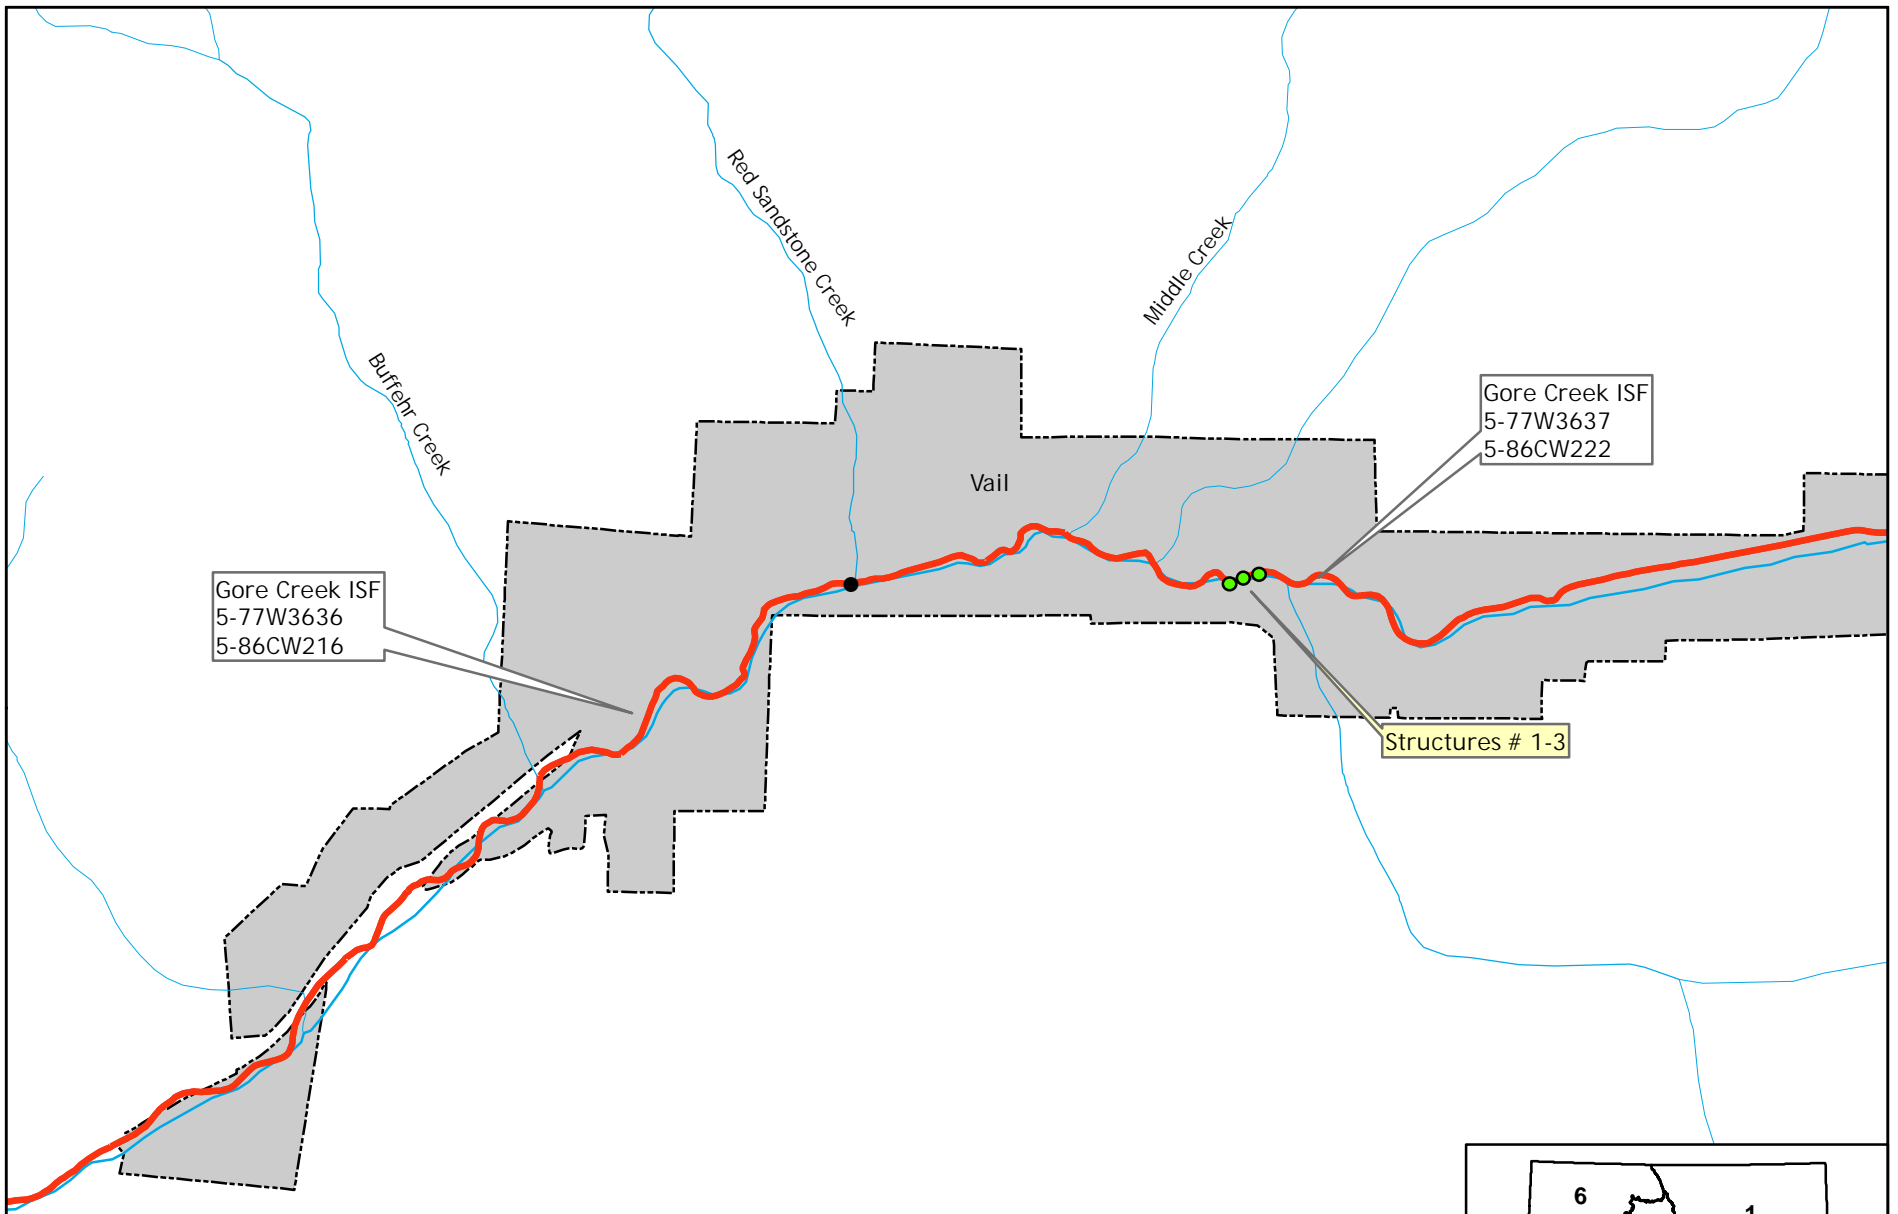 Red Sandstone Creek
Middle Creek
Buffehr Creek
Gore Creek ISF
5-77W3637
5-86CW222
Vail
Gore Creek ISF
5-77W3636
5-86CW216
Structures # 1-3
6
1